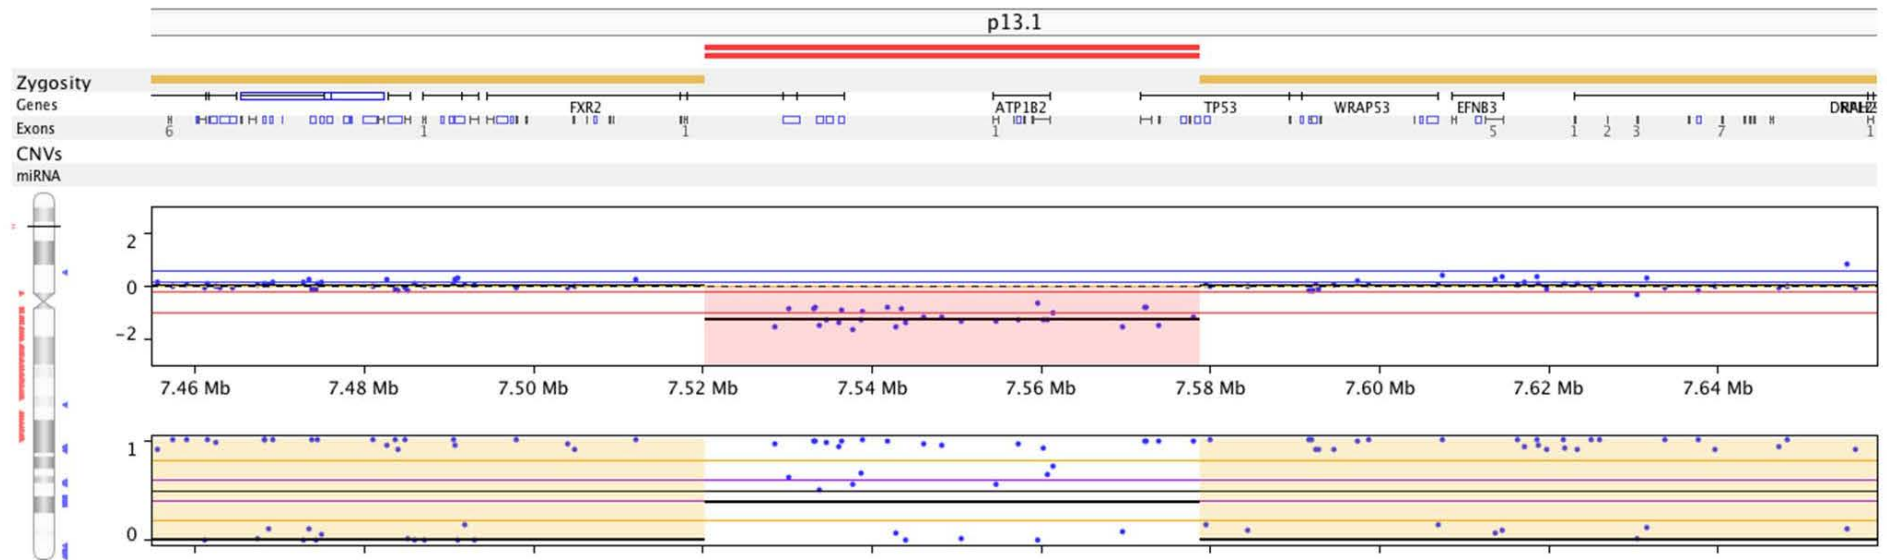 p13.1
Zygosity
Genes FXR2 ATP1B2 TP53 WRAP53 EFNB3
Exons
6 1 1 1 5 1 2 3 7 1
CNVs
miRNA
2
0
-2
7.46 Mb 7.48 Mb 7.50 Mb 7.52 Mb 7.54 Mb 7.56 Mb 7.58 Mb 7.60 Mb 7.62 Mb 7.64 Mb
1
0